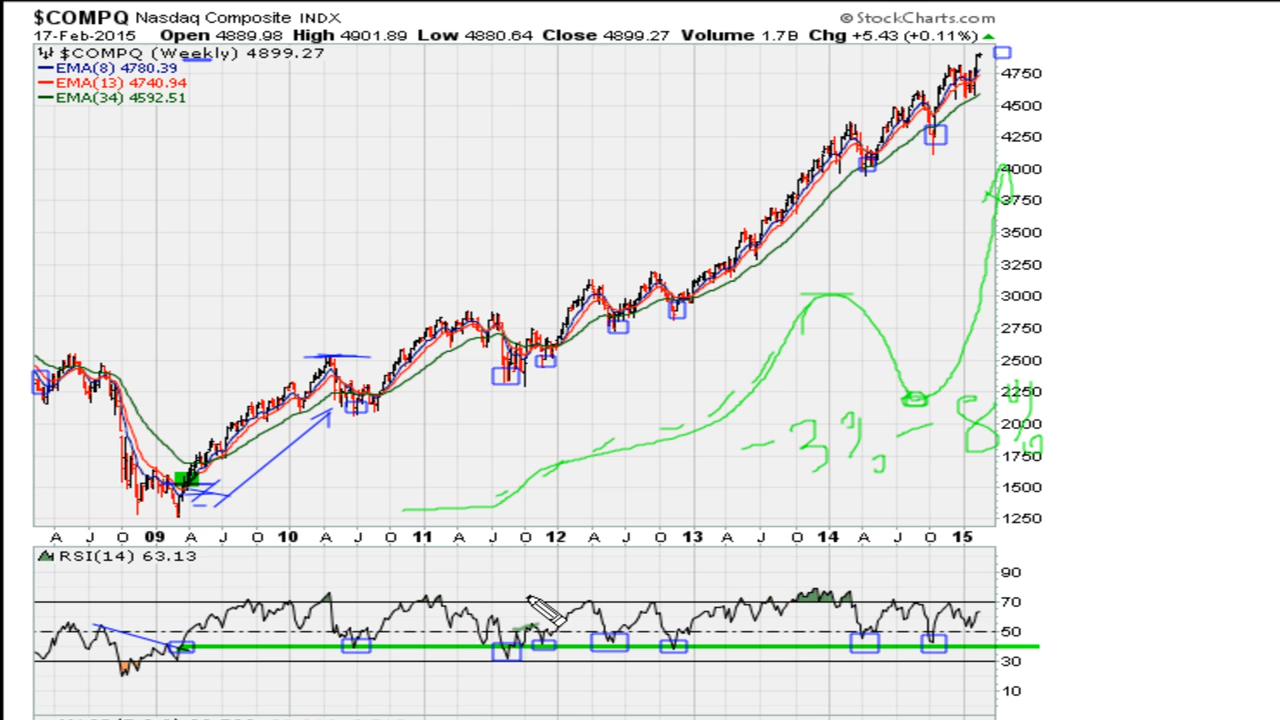 $COMPQ Nasdaq Composite INDX © StockCharts.com
17-Feb-2015 Open 4889.98 High 4901.89 Low 4880.64 Close 4899.27 Volume 1.7B Chg +5.43 (+0.11%)
$COMPQ (Weekly) 4899.27
EMA(8) 4780.39
EMA(13) 4740.94
EMA(34) 4592.51
4750
4500
4250
4000
3750
3500
3250
3000
2750
2500
2250
2000
1750
1500
1250
-3% - 8%
A J O 09 A J O 10 A J O 11 A J O 12 A J O 13 A J O 14 A J O 15
RSI(14) 63.13
90
70
50
30
10